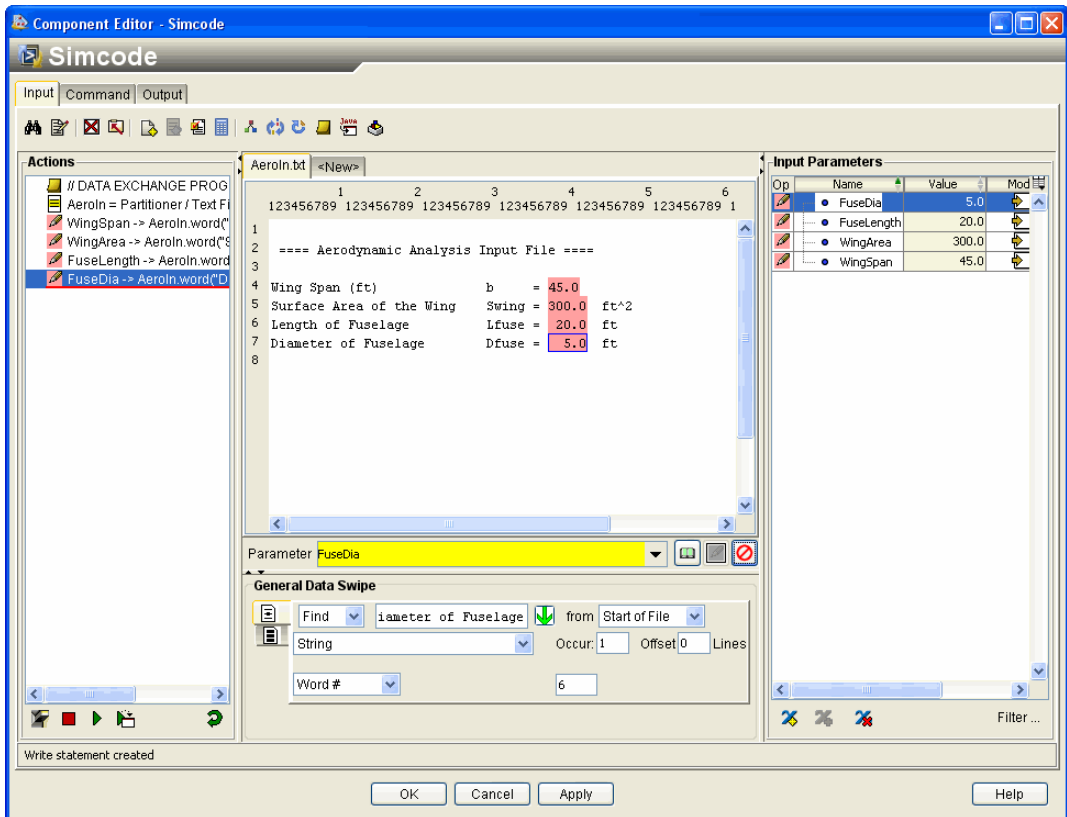 Component Editor - Simcode
Simcode
Input Command Output
Java
Actions
// DATA EXCHANGE PROG
AeroIn = Partitioner / Text Fi
WingSpan -> AeroIn.word("
WingArea -> AeroIn.word("S
FuseLength -> AeroIn.word
FuseDia -> AeroIn.word("D
AeroIn.txt <New>
1 2 3 4 5 6
123456789 123456789 123456789 123456789 123456789 123456789 1
1
2 ==== Aerodynamic Analysis Input File ====
3
4 Wing Span (ft) b = 45.0
5 Surface Area of the Wing Swing = 300.0 ft^2
6 Length of Fuselage Lfuse = 20.0 ft
7 Diameter of Fuselage Dfuse = 5.0 ft
8
Parameter FuseDia
General Data Swipe
Find iameter of Fuselage from Start of File
String Occur: 1 Offset 0 Lines
Word # 6
Input Parameters
Op Name Value Mod
FuseDia 5.0
FuseLength 20.0
WingArea 300.0
WingSpan 45.0
Filter ...
Write statement created
OK Cancel Apply Help